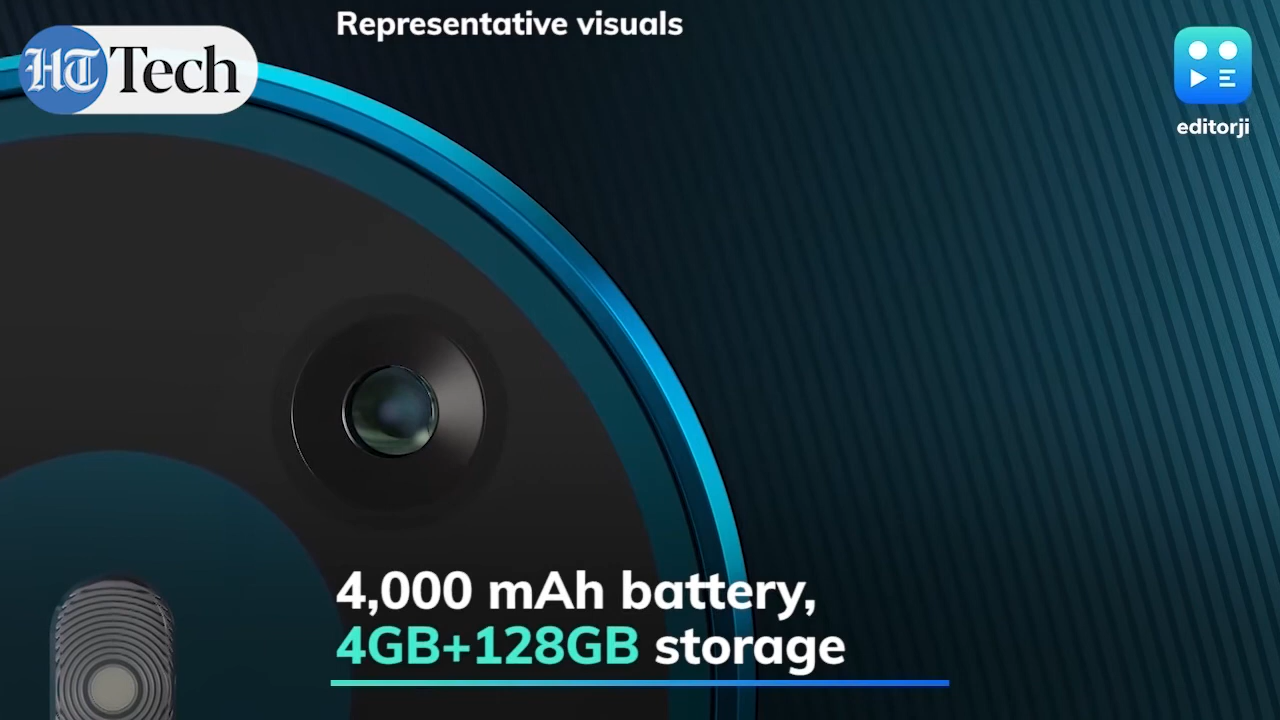 Representative visuals
HT Tech
editorji
4,000 mAh battery,
4GB+128GB storage